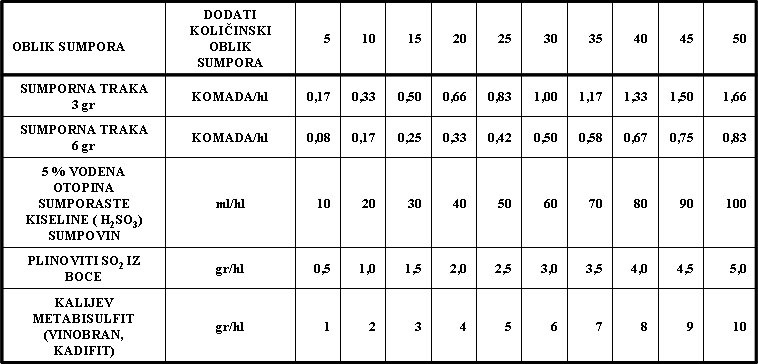 OBLIK SUMPORA
DODATI
KOLIČINSKI
OBLIK
SUMPORA
5 10 15 20 25 30 35 40 45 50
SUMPORNA TRAKA
3 gr
KOMADA/hl 0,17 0,33 0,50 0,66 0,83 1,00 1,17 1,33 1,50 1,66
SUMPORNA TRAKA
6 gr
KOMADA/hl 0,08 0,17 0,25 0,33 0,42 0,50 0,58 0,67 0,75 0,83
5 % VODENA
OTOPINA
SUMPORASTE
KISELINE ( H₂SO₃)
SUMPOVIN
ml/hl 10 20 30 40 50 60 70 80 90 100
PLINOVITI SO₂ IZ
BOCE
gr/hl 0,5 1,0 1,5 2,0 2,5 3,0 3,5 4,0 4,5 5,0
KALIJEV
METABISULFIT
(VINOBRAN,
KADIFIT)
gr/hl 1 2 3 4 5 6 7 8 9 10